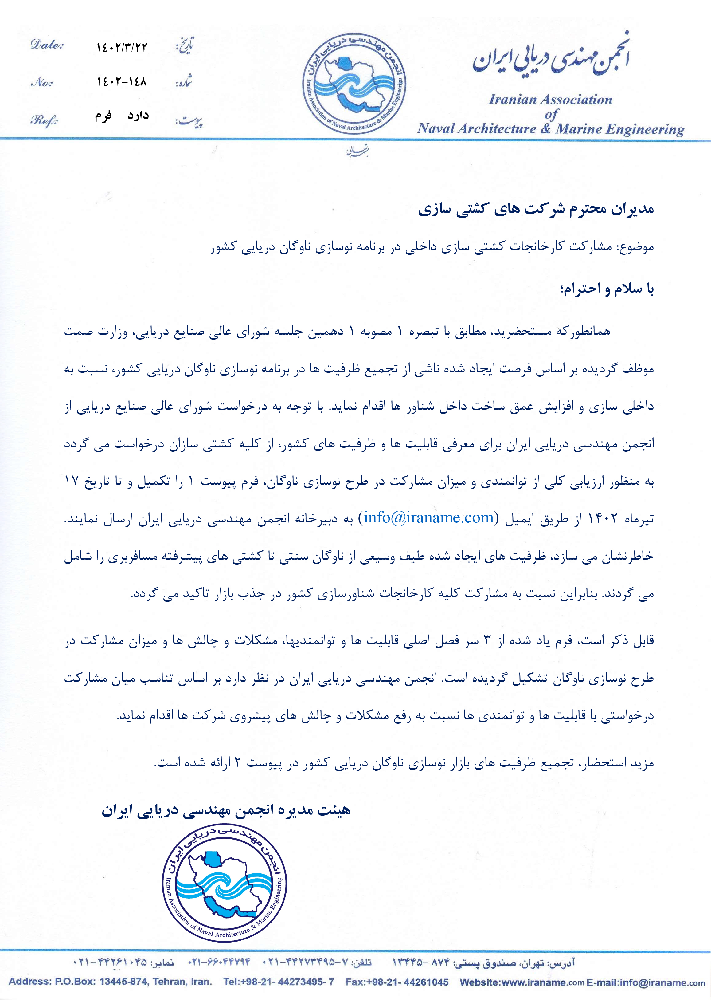 انجمن مهندسی دریایی ایران
Iranian Association
of
Naval Architecture & Marine Engineering
انجمن مهندسی دریایی ایران
Iranian Association of Naval Architecture & Marine Engineerign
Date: ۱٤۰۲/۳/۲۲ تاریخ:
No: ۱٤۰۲-۱٤۸ شماره:
Ref: دارد - فرم پیوست:
بسمه تعالی
مدیران محترم شرکت های کشتی سازی
موضوع: مشارکت کارخانجات کشتی سازی داخلی در برنامه نوسازی ناوگان دریایی کشور
با سلام و احترام؛
همانطورکه مستحضرید، مطابق با تبصره ۱ مصوبه ۱ دهمین جلسه شورای عالی صنایع دریایی، وزارت صمت
موظف گردیده بر اساس فرصت ایجاد شده ناشی از تجمیع ظرفیت ها در برنامه نوسازی ناوگان دریایی کشور، نسبت به
داخلی سازی و افزایش عمق ساخت داخل شناور ها اقدام نماید. با توجه به درخواست شورای عالی صنایع دریایی از
انجمن مهندسی دریایی ایران برای معرفی قابلیت ها و ظرفیت های کشور، از کلیه کشتی سازان درخواست می گردد
به منظور ارزیابی کلی از توانمندی و میزان مشارکت در طرح نوسازی ناوگان، فرم پیوست ۱ را تکمیل و تا تاریخ ۱۷
تیرماه ۱۴۰۲ از طریق ایمیل (info@iraname.com) به دبیرخانه انجمن مهندسی دریایی ایران ارسال نمایند.
خاطرنشان می سازد، ظرفیت های ایجاد شده طیف وسیعی از ناوگان سنتی تا کشتی های پیشرفته مسافربری را شامل
می گردند. بنابراین نسبت به مشارکت کلیه کارخانجات شناورسازی کشور در جذب بازار تاکید می گردد.
قابل ذکر است، فرم یاد شده از ۳ سر فصل اصلی قابلیت ها و توانمندیها، مشکلات و چالش ها و میزان مشارکت در
طرح نوسازی ناوگان تشکیل گردیده است. انجمن مهندسی دریایی ایران در نظر دارد بر اساس تناسب میان مشارکت
درخواستی با قابلیت ها و توانمندی ها نسبت به رفع مشکلات و چالش های پیشروی شرکت ها اقدام نماید.
مزید استحضار، تجمیع ظرفیت های بازار نوسازی ناوگان دریایی کشور در پیوست ۲ ارائه شده است.
هیئت مدیره انجمن مهندسی دریایی ایران
انجمن مهندسی دریایی ایران
Iranian Association of Naval Architecture & Marine Engineering
آدرس: تهران، صندوق پستی: ۸۷۴ -۱۳۴۴۵ تلفن: ۷-۴۴۲۷۳۴۹۵-۰۲۱ ۶۶۰۴۴۷۹۴-۰۲۱ نمابر: ۴۴۲۶۱۰۴۵-۰۲۱
Address: P.O.Box: 13445-874, Tehran, Iran. Tel:+98-21- 44273495- 7 Fax:+98-21- 44261045 Website:www.iraname.com E-mail:info@iraname.com